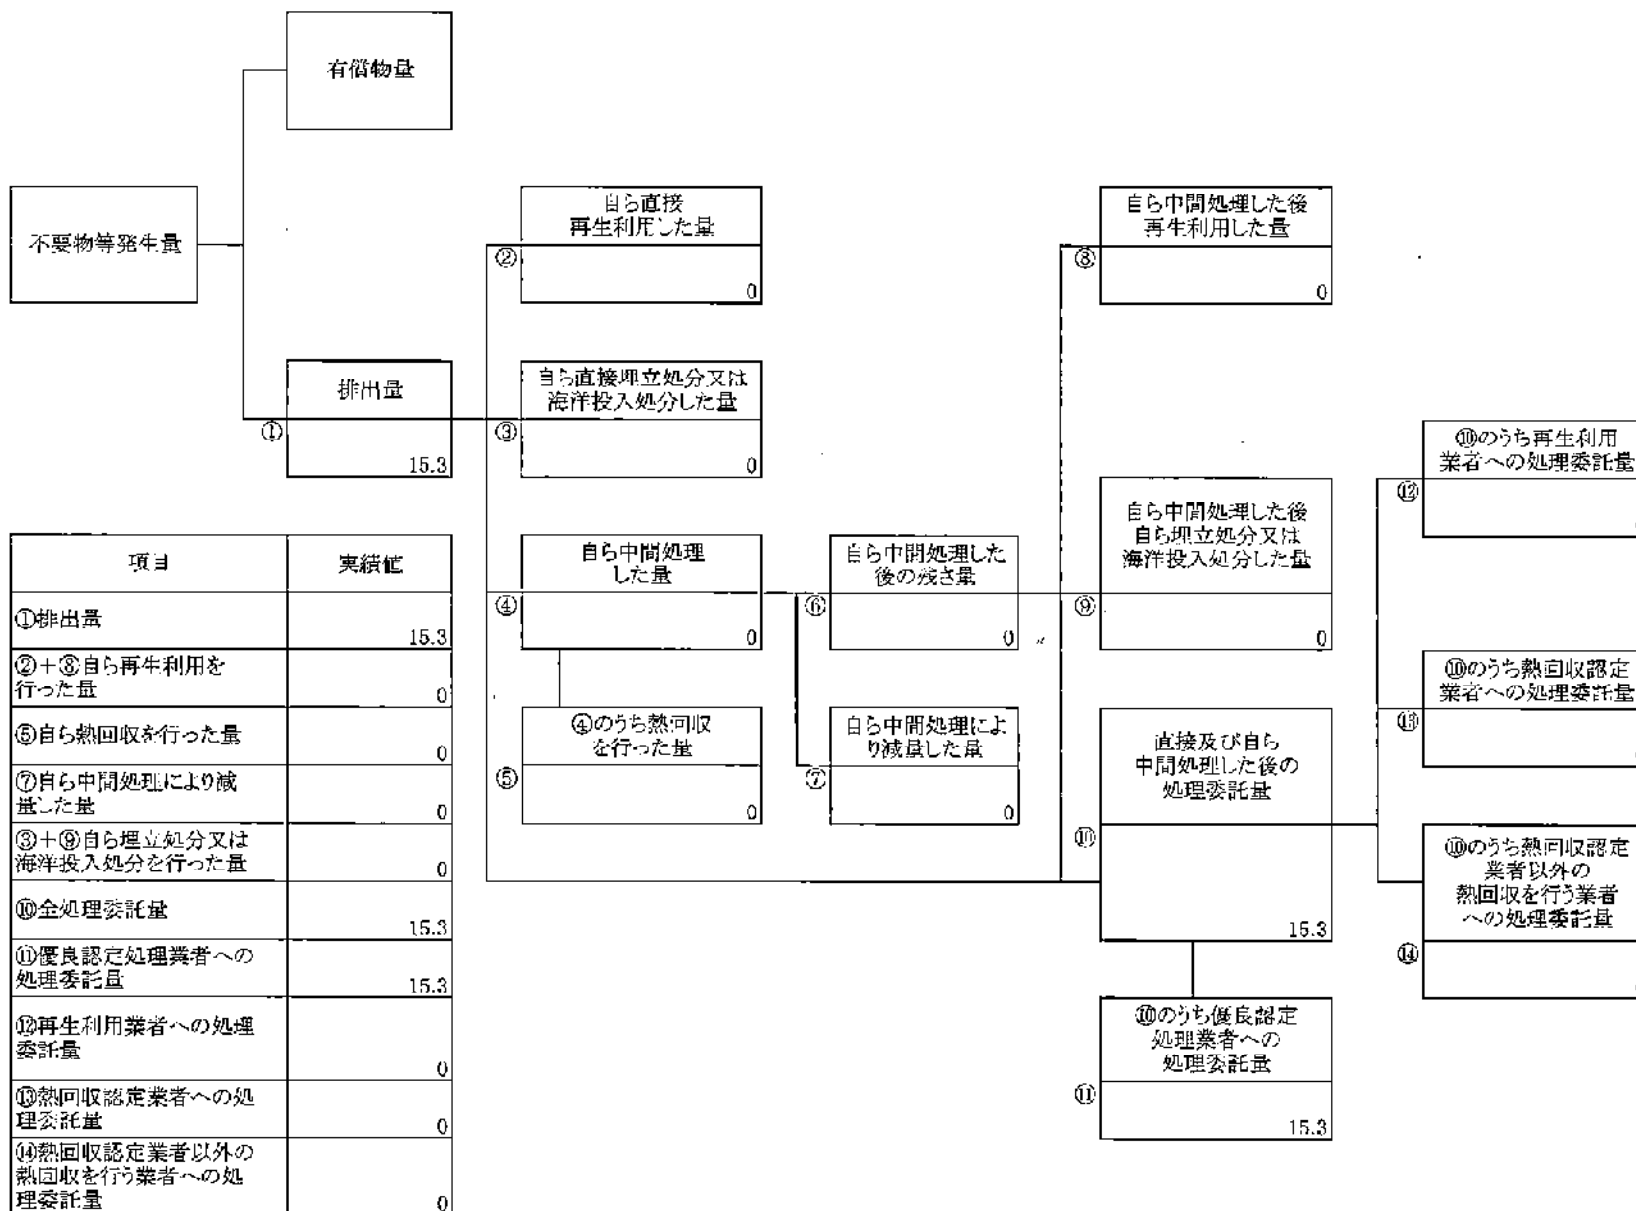 有償物量
不要物等発生量
自ら直接
再生利用した量
②
0
自ら中間処理した後
再生利用した量
⑧
0
排出量
①
15.3
自ら直接埋立処分又は
海洋投入処分した量
③
0
⑩のうち再生利用
業者への処理委託量
⑫
自ら中間処理した後
自ら埋立処分又は
海洋投入処分した量
⑨
0
自ら中間処理
した量
④
0
自ら中間処理した
後の残さ量
⑥
0
⑩のうち熱回収認定
業者への処理委託量
⑬
④のうち熱回収
を行った量
⑤
0
自ら中間処理によ
り減量した量
⑦
0
直接及び自ら
中間処理した後の
処理委託量
⑩
15.3
⑩のうち熱回収認定
業者以外の
熱回収を行う業者
への処理委託量
⑭
⑩のうち優良認定
処理業者への
処理委託量
⑪
15.3
項目 実績値
①排出量
15.3
②+⑧自ら再生利用を
行った量
0
⑤自ら熱回収を行った量
0
⑦自ら中間処理により減
量した量
0
③+⑨自ら埋立処分又は
海洋投入処分を行った量
0
⑩全処理委託量
15.3
⑪優良認定処理業者への
処理委託量
15.3
⑫再生利用業者への処理
委託量
0
⑬熱回収認定業者への処
理委託量
0
⑭熱回収認定業者以外の
熱回収を行う業者への処
理委託量
0